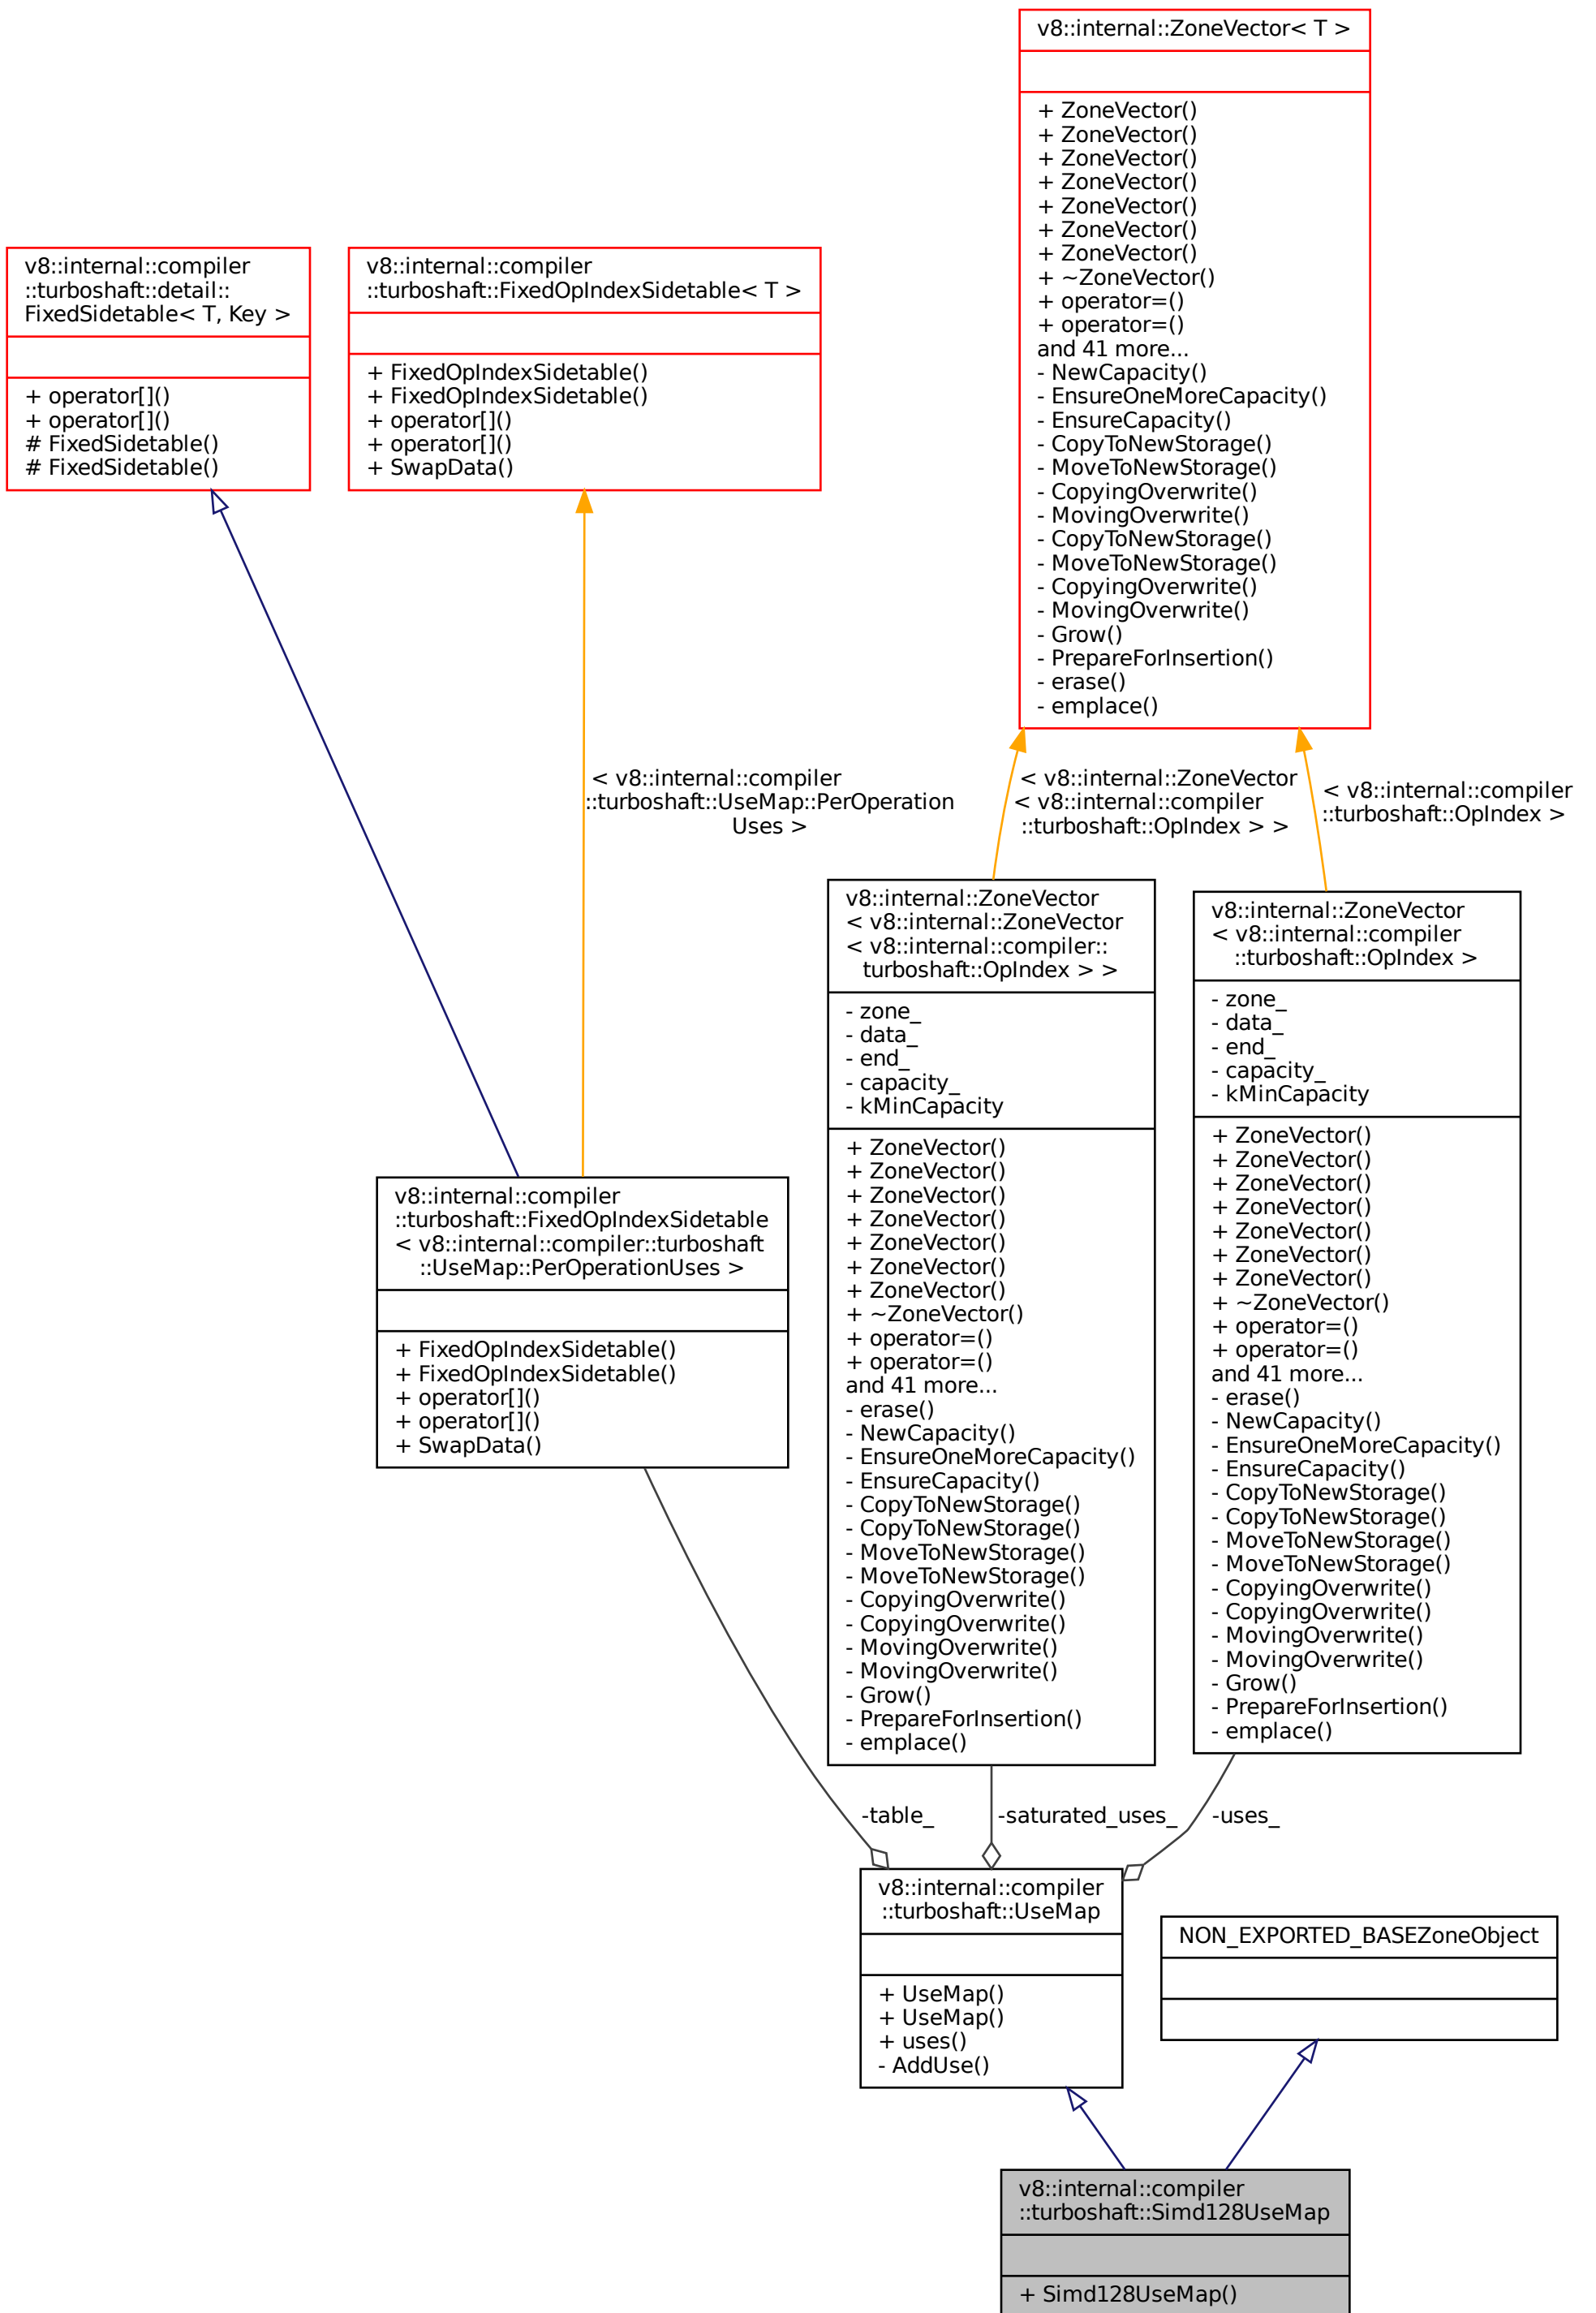 v8::internal::ZoneVector< T >
+ ZoneVector()
+ ZoneVector()
+ ZoneVector()
+ ZoneVector()
+ ZoneVector()
+ ZoneVector()
+ ZoneVector()
+ ~ZoneVector()
+ operator=()
+ operator=()
and 41 more...
- NewCapacity()
- EnsureOneMoreCapacity()
- EnsureCapacity()
- CopyToNewStorage()
- MoveToNewStorage()
- CopyingOverwrite()
- MovingOverwrite()
- CopyToNewStorage()
- MoveToNewStorage()
- CopyingOverwrite()
- MovingOverwrite()
- Grow()
- PrepareForInsertion()
- erase()
- emplace()
v8::internal::compiler
::turboshaft::detail::
FixedSidetable< T, Key >
+ operator[]()
+ operator[]()
# FixedSidetable()
# FixedSidetable()
v8::internal::compiler
::turboshaft::FixedOpIndexSidetable< T >
+ FixedOpIndexSidetable()
+ FixedOpIndexSidetable()
+ operator[]()
+ operator[]()
+ SwapData()
< v8::internal::compiler
::turboshaft::UseMap::PerOperation
Uses >
< v8::internal::ZoneVector
< v8::internal::compiler
::turboshaft::OpIndex > >
< v8::internal::compiler
::turboshaft::OpIndex >
v8::internal::compiler
::turboshaft::FixedOpIndexSidetable
< v8::internal::compiler::turboshaft
::UseMap::PerOperationUses >
+ FixedOpIndexSidetable()
+ FixedOpIndexSidetable()
+ operator[]()
+ operator[]()
+ SwapData()
v8::internal::ZoneVector
< v8::internal::ZoneVector
< v8::internal::compiler::
turboshaft::OpIndex > >
- zone_
- data_
- end_
- capacity_
- kMinCapacity
+ ZoneVector()
+ ZoneVector()
+ ZoneVector()
+ ZoneVector()
+ ZoneVector()
+ ZoneVector()
+ ZoneVector()
+ ~ZoneVector()
+ operator=()
+ operator=()
and 41 more...
- erase()
- NewCapacity()
- EnsureOneMoreCapacity()
- EnsureCapacity()
- CopyToNewStorage()
- CopyToNewStorage()
- MoveToNewStorage()
- MoveToNewStorage()
- CopyingOverwrite()
- CopyingOverwrite()
- MovingOverwrite()
- MovingOverwrite()
- Grow()
- PrepareForInsertion()
- emplace()
v8::internal::ZoneVector
< v8::internal::compiler
::turboshaft::OpIndex >
- zone_
- data_
- end_
- capacity_
- kMinCapacity
+ ZoneVector()
+ ZoneVector()
+ ZoneVector()
+ ZoneVector()
+ ZoneVector()
+ ZoneVector()
+ ZoneVector()
+ ~ZoneVector()
+ operator=()
+ operator=()
and 41 more...
- erase()
- NewCapacity()
- EnsureOneMoreCapacity()
- EnsureCapacity()
- CopyToNewStorage()
- CopyToNewStorage()
- MoveToNewStorage()
- MoveToNewStorage()
- CopyingOverwrite()
- CopyingOverwrite()
- MovingOverwrite()
- MovingOverwrite()
- Grow()
- PrepareForInsertion()
- emplace()
-table_
-saturated_uses_
-uses_
v8::internal::compiler
::turboshaft::UseMap
+ UseMap()
+ UseMap()
+ uses()
- AddUse()
NON_EXPORTED_BASEZoneObject
v8::internal::compiler
::turboshaft::Simd128UseMap
+ Simd128UseMap()